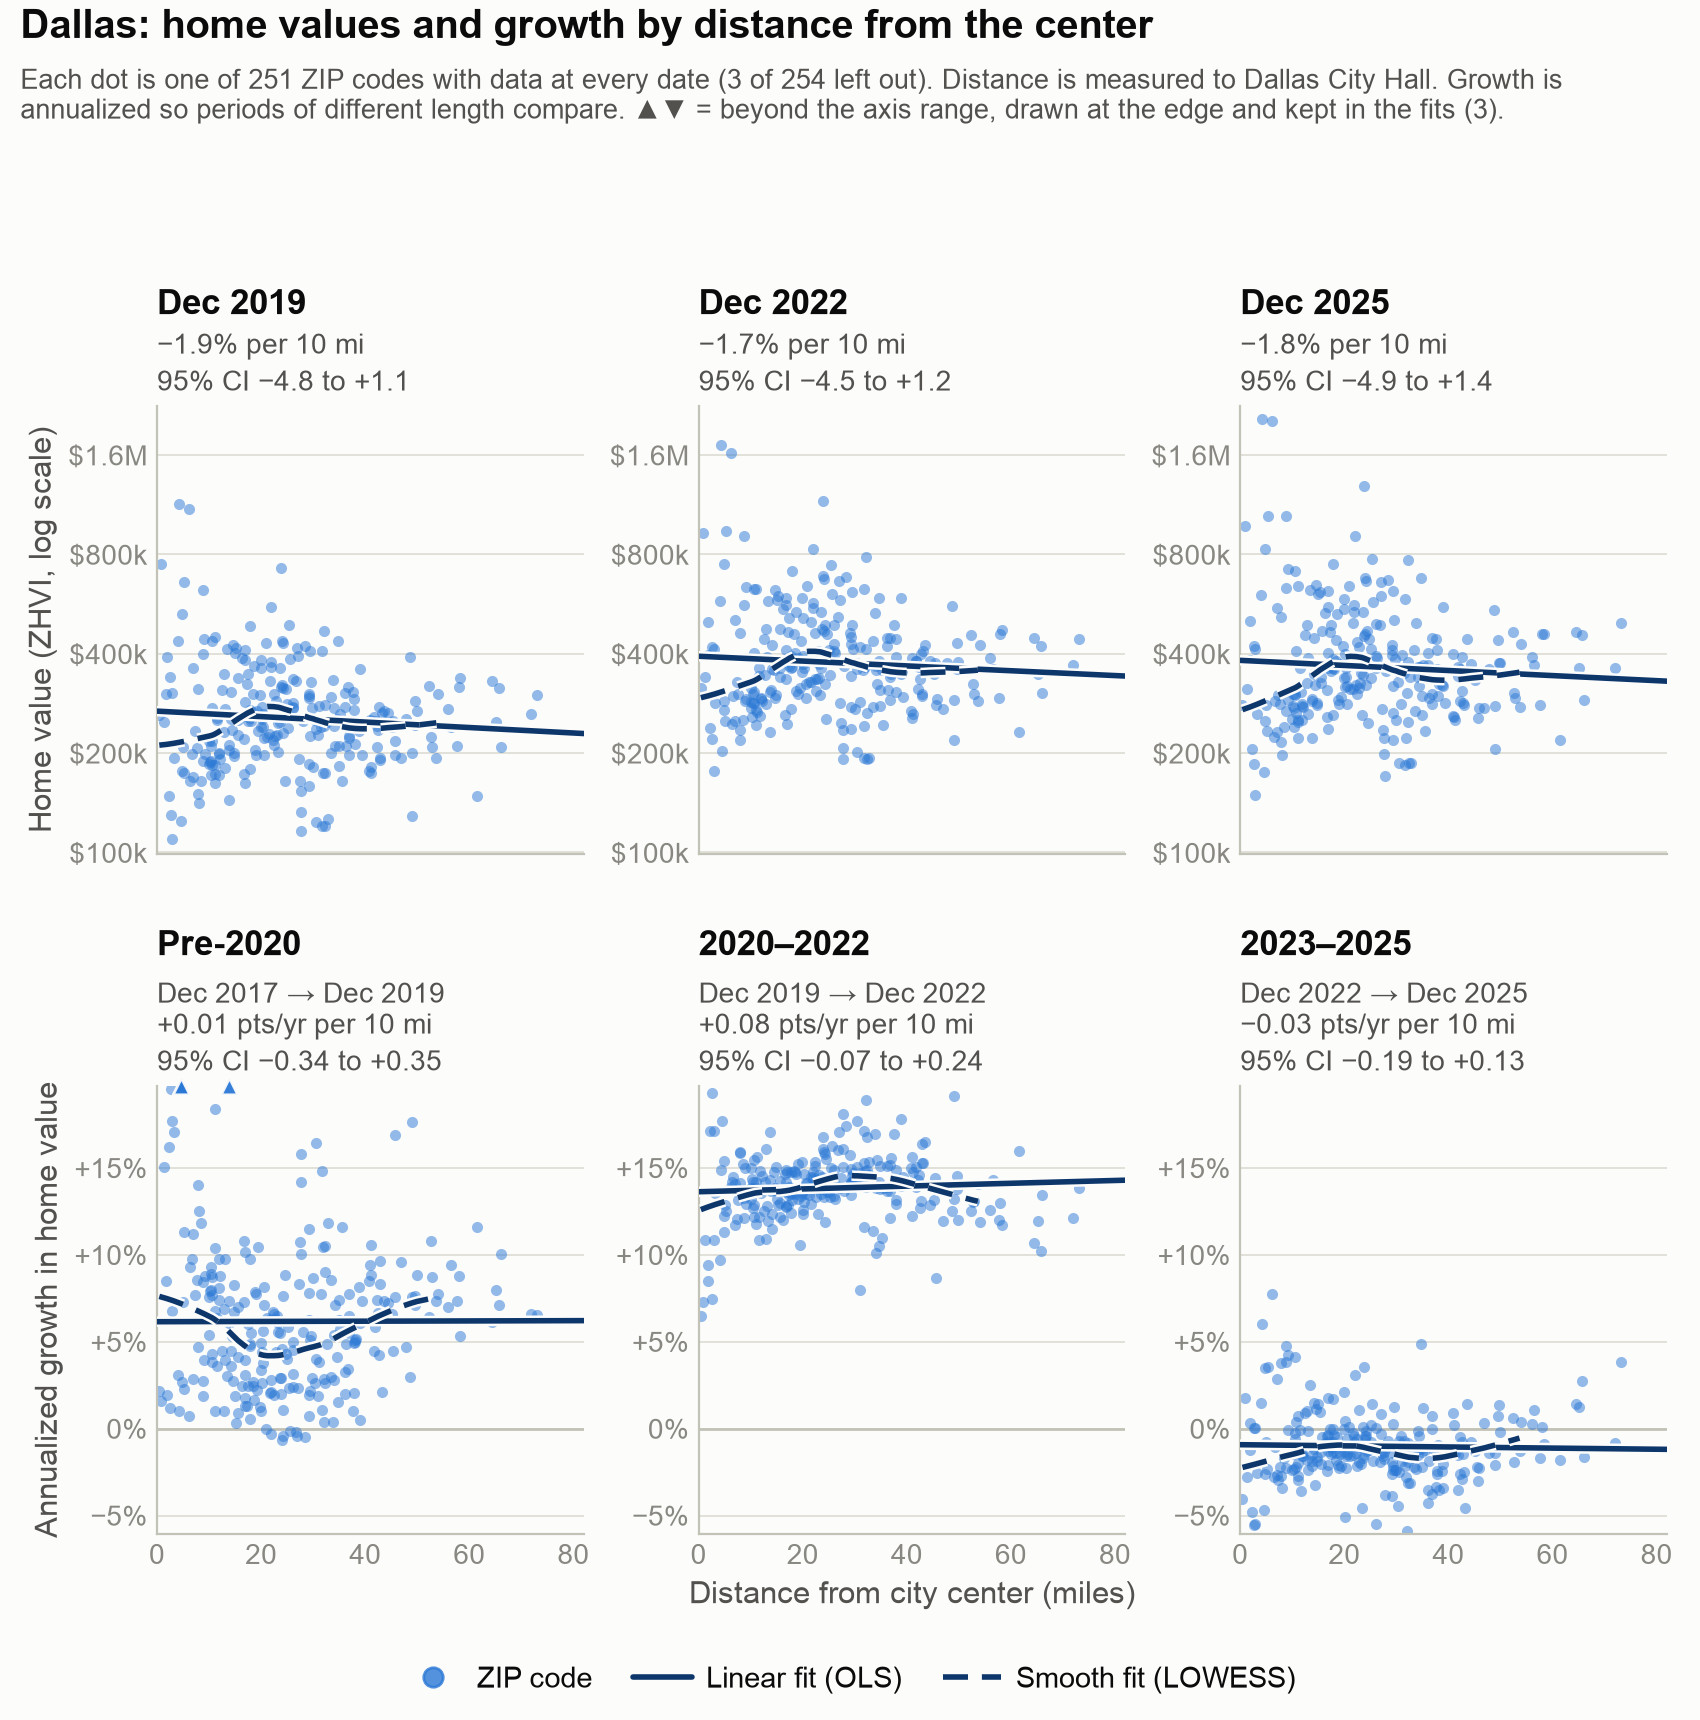 Dallas: home values and growth by distance from the center
Each dot is one of 251 ZIP codes with data at every date (3 of 254 left out). Distance is measured to Dallas City Hall. Growth is
annualized so periods of different length compare. ▲▼ = beyond the axis range, drawn at the edge and kept in the fits (3).
Dec 2019
−1.9% per 10 mi
95% CI −4.8 to +1.1
Dec 2022
−1.7% per 10 mi
95% CI −4.5 to +1.2
Dec 2025
−1.8% per 10 mi
95% CI −4.9 to +1.4
Home value (ZHVI, log scale)
$1.6M
$800k
$400k
$200k
$100k
$1.6M
$800k
$400k
$200k
$100k
$1.6M
$800k
$400k
$200k
$100k
Pre-2020
Dec 2017 → Dec 2019
+0.01 pts/yr per 10 mi
95% CI −0.34 to +0.35
2020–2022
Dec 2019 → Dec 2022
+0.08 pts/yr per 10 mi
95% CI −0.07 to +0.24
2023–2025
Dec 2022 → Dec 2025
−0.03 pts/yr per 10 mi
95% CI −0.19 to +0.13
Annualized growth in home value
+15%
+10%
+5%
0%
−5%
+15%
+10%
+5%
0%
−5%
+15%
+10%
+5%
0%
−5%
0 20 40 60 80
0 20 40 60 80
0 20 40 60 80
Distance from city center (miles)
ZIP code
Linear fit (OLS)
Smooth fit (LOWESS)